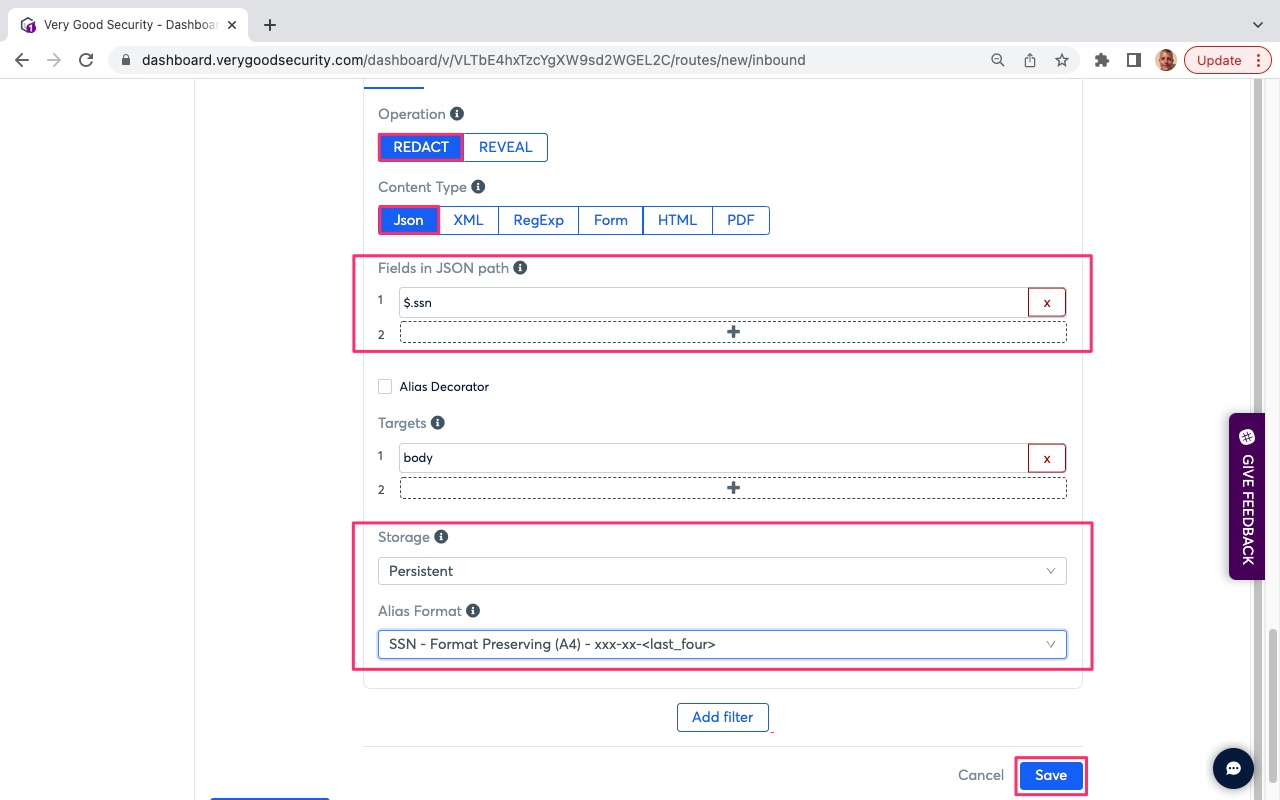 Very Good Security - Dashboar
dashboard.verygoodsecurity.com/dashboard/v/VLTbE4hxTzcYgXW9sd2WGEL2C/routes/new/inbound
Update
Operation
REDACT REVEAL
Content Type
Json XML RegExp Form HTML PDF
Fields in JSON path
1 $.ssn x
2 +
Alias Decorator
Targets
1 body x
2 +
Storage
Persistent
Alias Format
SSN - Format Preserving (A4) - xxx-xx-<last_four>
Add filter
Cancel Save
GIVE FEEDBACK